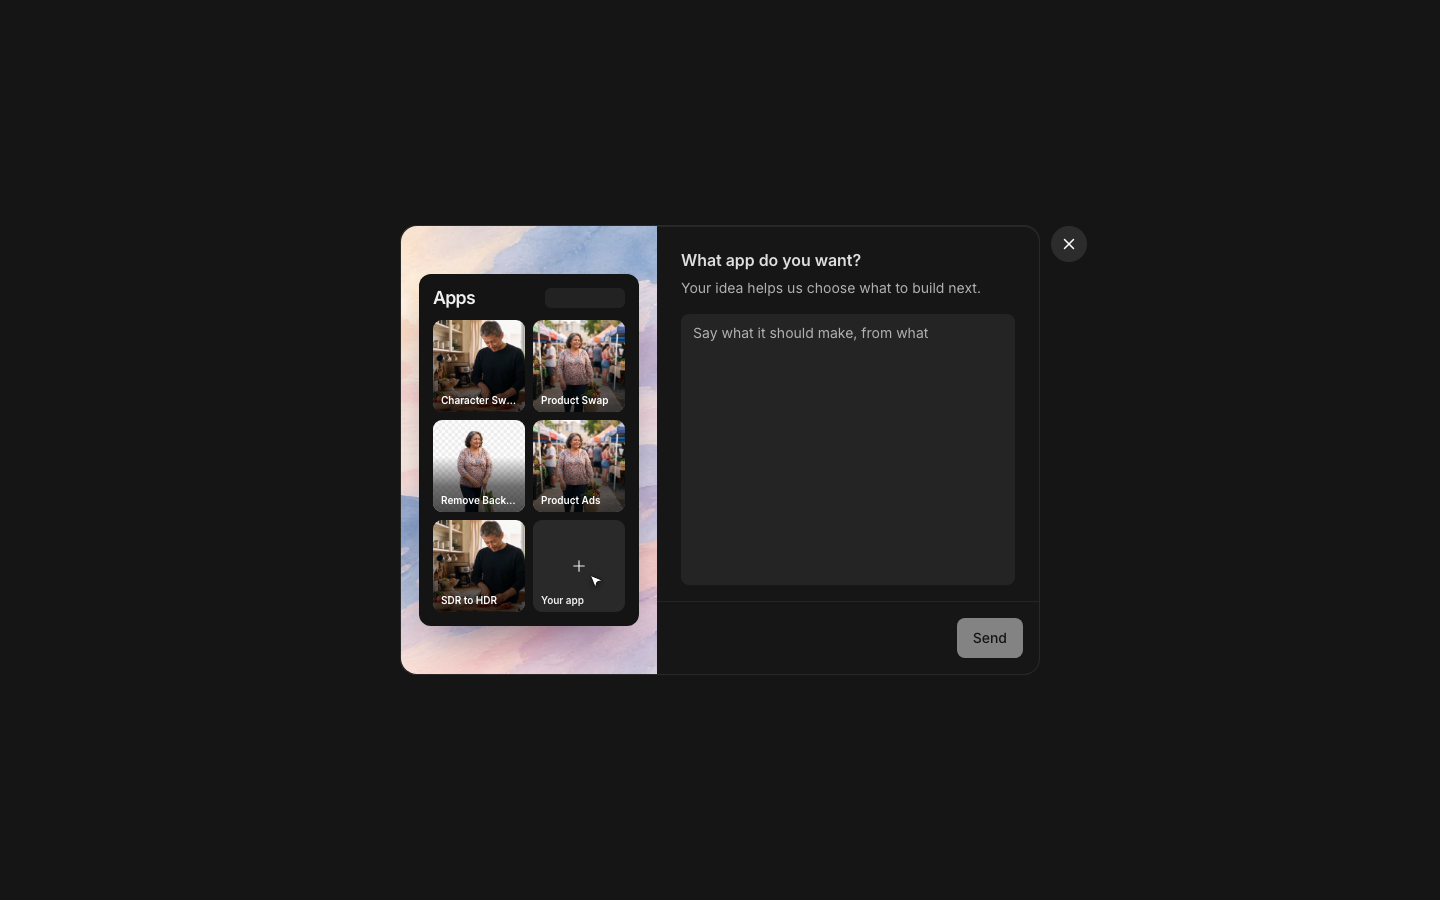 Apps
Character Sw...
Product Swap
Remove Back...
Product Ads
SDR to HDR
Your app
What app do you want?
Your idea helps us choose what to build next.
Say what it should make, from what
Send